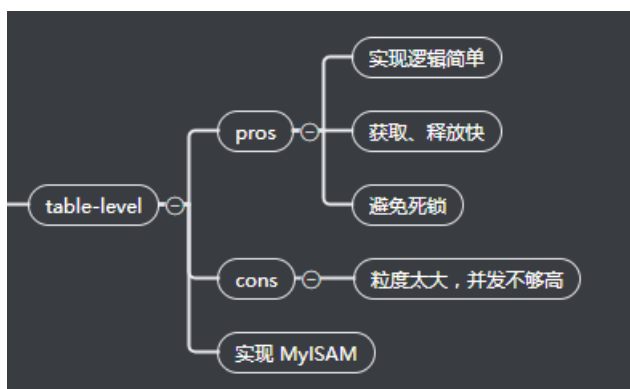 实现逻辑简单
pros
获取、释放快
table-level
避免死锁
cons
粒度太大，并发不够高
实现 MyISAM